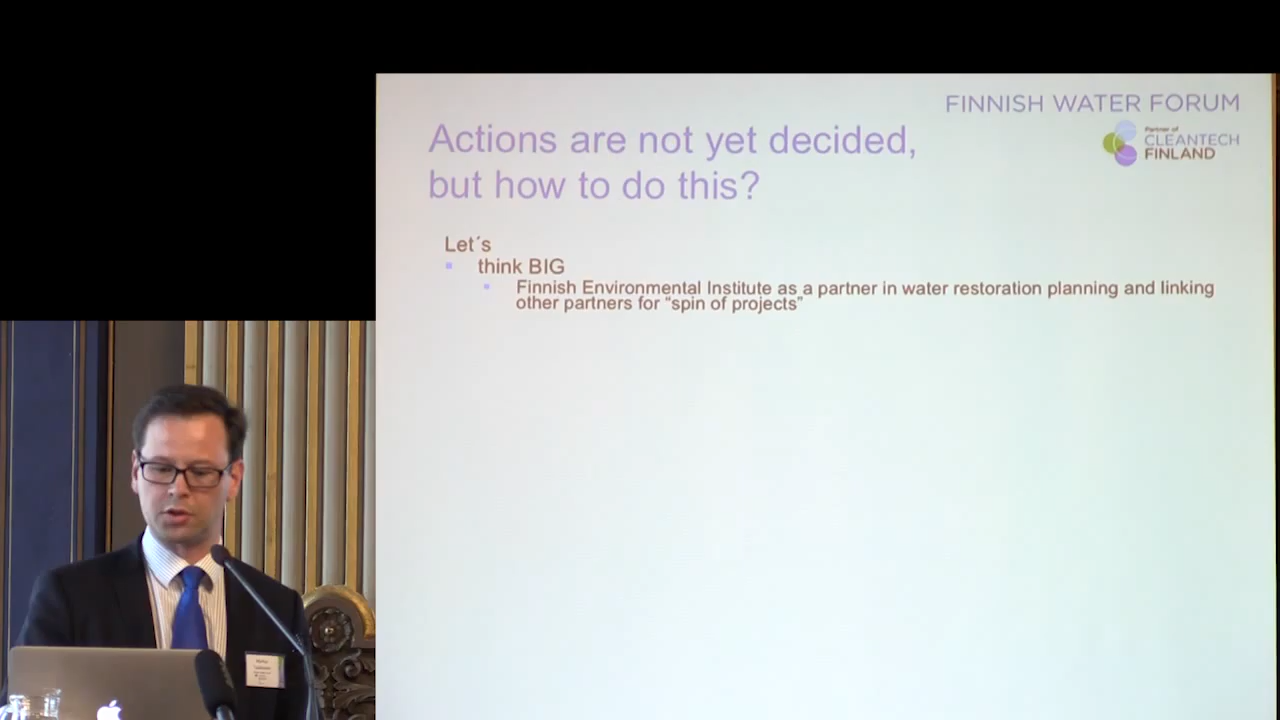 FINNISH WATER FORUM
Partner of
CLEANTECH
FINLAND
Actions are not yet decided,
but how to do this?
Let´s
think BIG
Finnish Environmental Institute as a partner in water restoration planning and linking
other partners for “spin of projects”